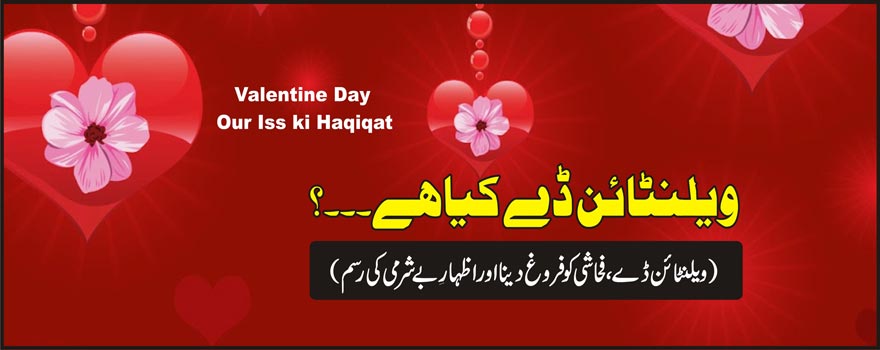 Valentine Day
Our Iss ki Haqiqat
ویلنٹائن ڈے کیا ھے۔۔۔؟
(ویلنٹائن ڈے، فحاشی کو فروغ دینا اور اظہارِ بے شرمی کی رسم)